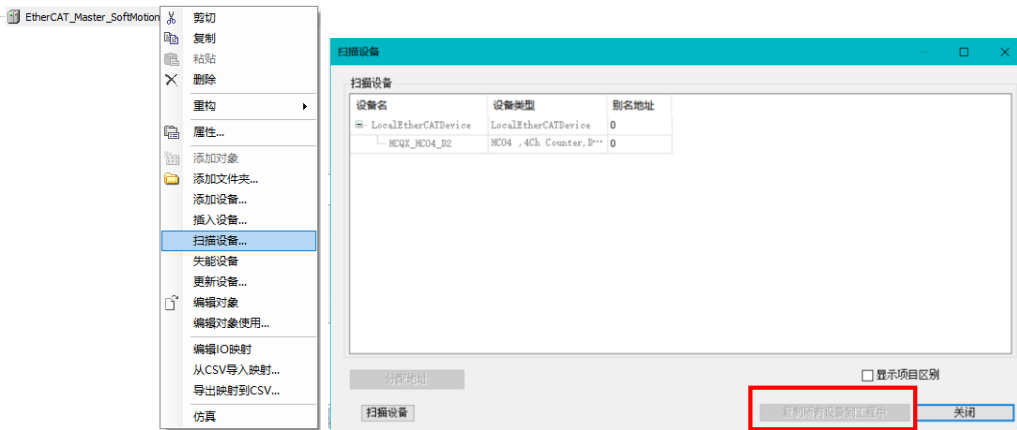 EtherCAT_Master_SoftMotion
剪切
复制
粘贴
删除
重构
属性...
添加对象
添加文件夹...
添加设备...
插入设备...
扫描设备...
失能设备
更新设备...
编辑对象
编辑对象使用...
编辑IO映射
从CSV导入映射...
导出映射到CSV...
仿真
扫描设备
扫描设备
设备名 设备类型 别名地址
LocalEtherCATDevice LocalEtherCATDevice 0
HCQX_HC04_D2 HC04 ,4Ch Counter,D... 0
分配地址
显示项目区别
扫描设备
复制所有设备到工程中
关闭